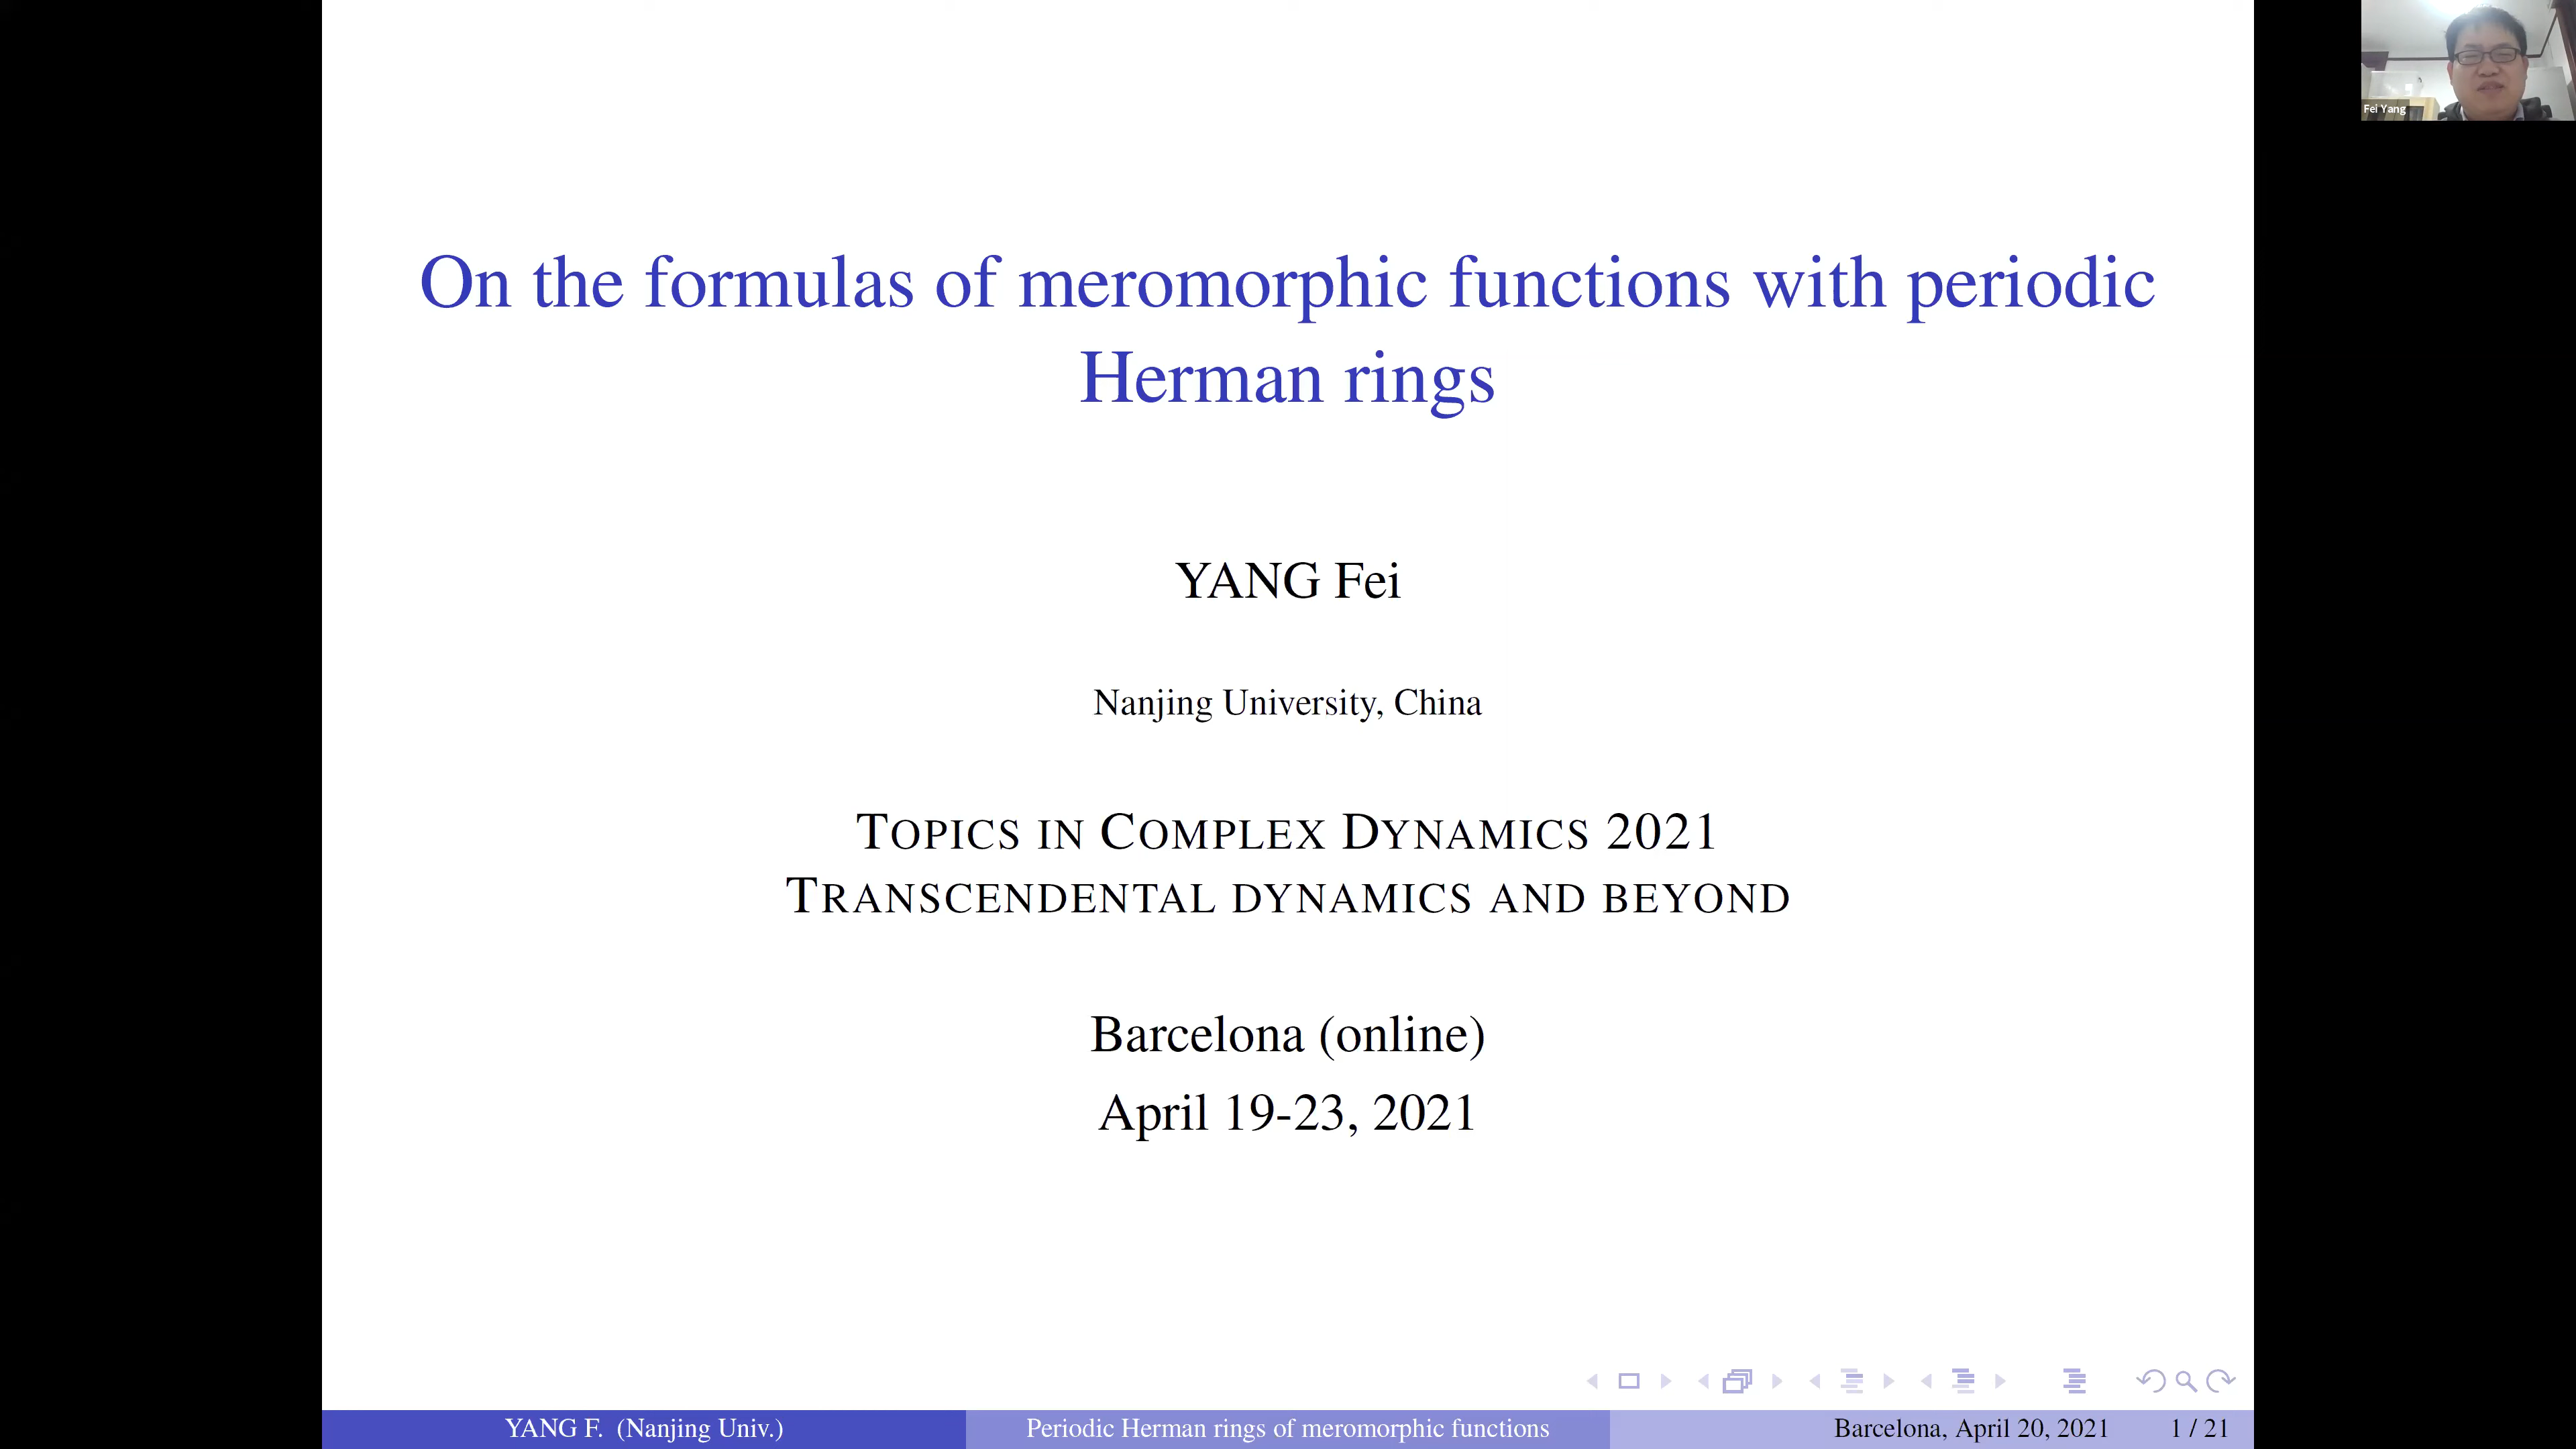 Fei Yang
On the formulas of meromorphic functions with periodic
Herman rings
YANG Fei
Nanjing University, China
TOPICS IN COMPLEX DYNAMICS 2021
TRANSCENDENTAL DYNAMICS AND BEYOND
Barcelona (online)
April 19-23, 2021
YANG F. (Nanjing Univ.) Periodic Herman rings of meromorphic functions Barcelona, April 20, 2021 1 / 21